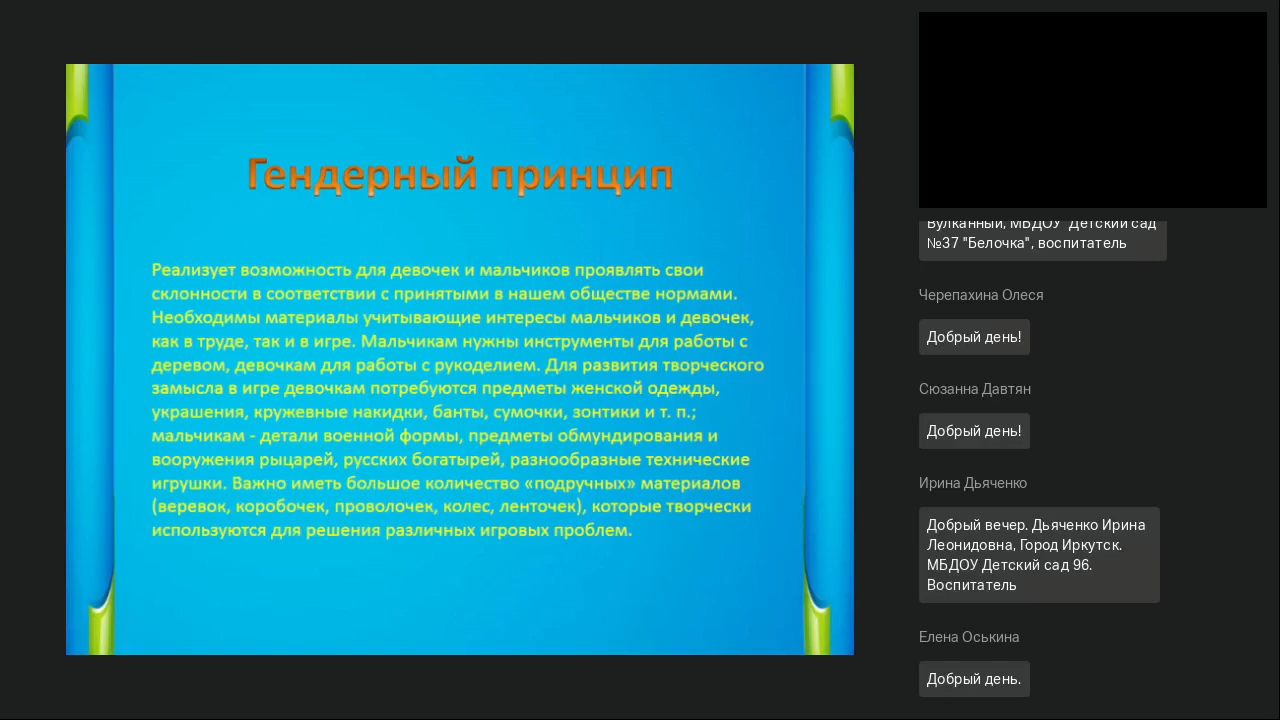 Гендерный принцип
Реализует возможность для девочек и мальчиков проявлять свои
склонности в соответствии с принятыми в нашем обществе нормами.
Необходимы материалы учитывающие интересы мальчиков и девочек,
как в труде, так и в игре. Мальчикам нужны инструменты для работы с
деревом, девочкам для работы с рукоделием. Для развития творческого
замысла в игре девочкам потребуются предметы женской одежды,
украшения, кружевные накидки, банты, сумочки, зонтики и т. п.;
мальчикам - детали военной формы, предметы обмундирования и
вооружения рыцарей, русских богатырей, разнообразные технические
игрушки. Важно иметь большое количество «подручных» материалов
(веревок, коробочек, проволочек, колес, ленточек), которые творчески
используются для решения различных игровых проблем.
Вулканный, МБДОУ "Детский сад
№37 "Белочка", воспитатель
Черепахина Олеся
Добрый день!
Сюзанна Давтян
Добрый день!
Ирина Дьяченко
Добрый вечер. Дьяченко Ирина
Леонидовна, Город Иркутск.
МБДОУ Детский сад 96.
Воспитатель
Елена Оськина
Добрый день.